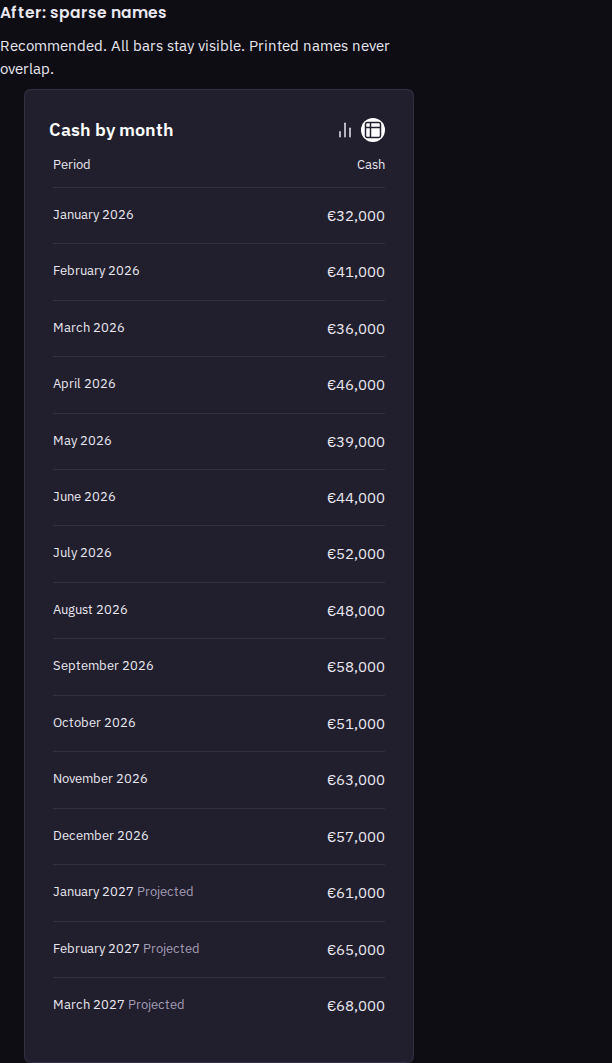 After: sparse names
Recommended. All bars stay visible. Printed names never
overlap.
Cash by month
Period Cash
January 2026 €32,000
February 2026 €41,000
March 2026 €36,000
April 2026 €46,000
May 2026 €39,000
June 2026 €44,000
July 2026 €52,000
August 2026 €48,000
September 2026 €58,000
October 2026 €51,000
November 2026 €63,000
December 2026 €57,000
January 2027 Projected €61,000
February 2027 Projected €65,000
March 2027 Projected €68,000